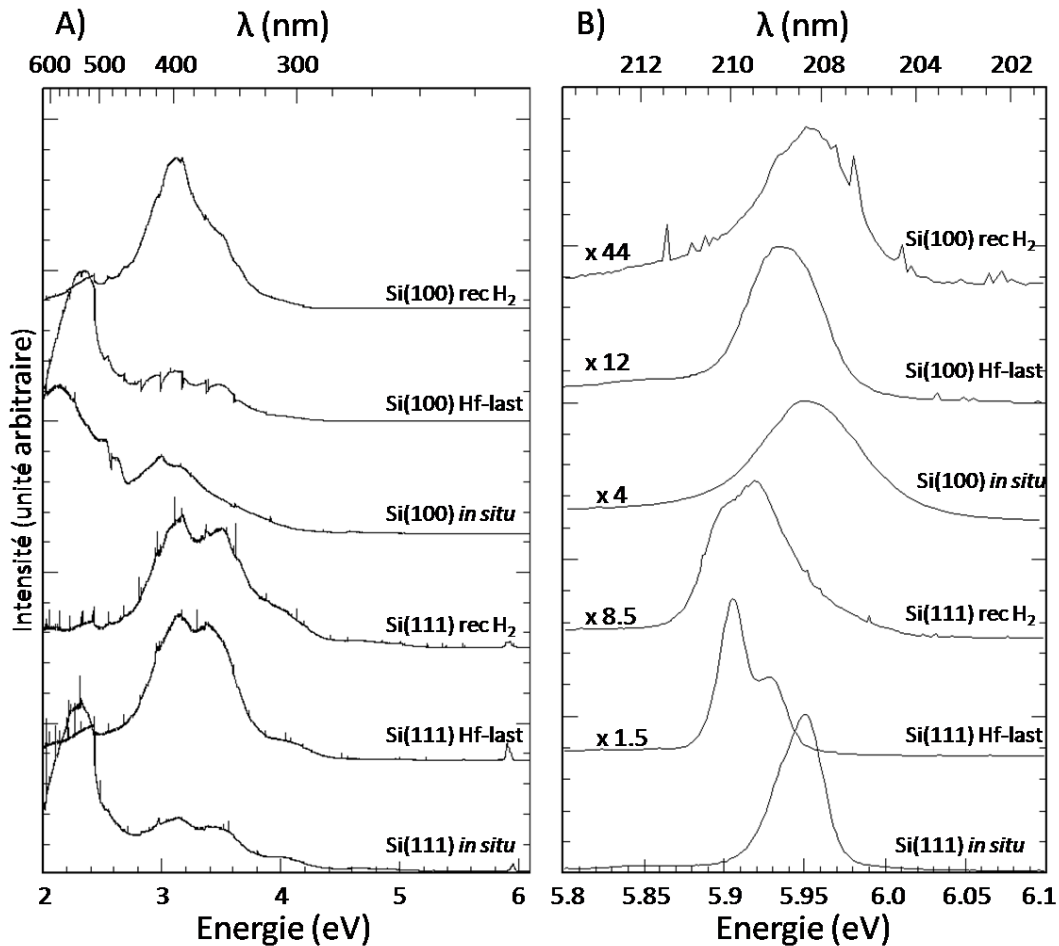 A)
λ (nm)
600 500 400 300
Intensité (unité arbitraire)
Si(100) rec H2
Si(100) Hf-last
Si(100) in situ
Si(111) rec H2
Si(111) Hf-last
Si(111) in situ
2 3 4 5 6
Energie (eV)
B)
λ (nm)
212 210 208 204 202
Si(100) rec H2
x 44
x 12
Si(100) Hf-last
Si(100) in situ
x 4
Si(111) rec H2
x 8.5
Si(111) Hf-last
x 1.5
Si(111) in situ
5.8 5.85 5.9 5.95 6.0 6.05 6.1
Energie (eV)